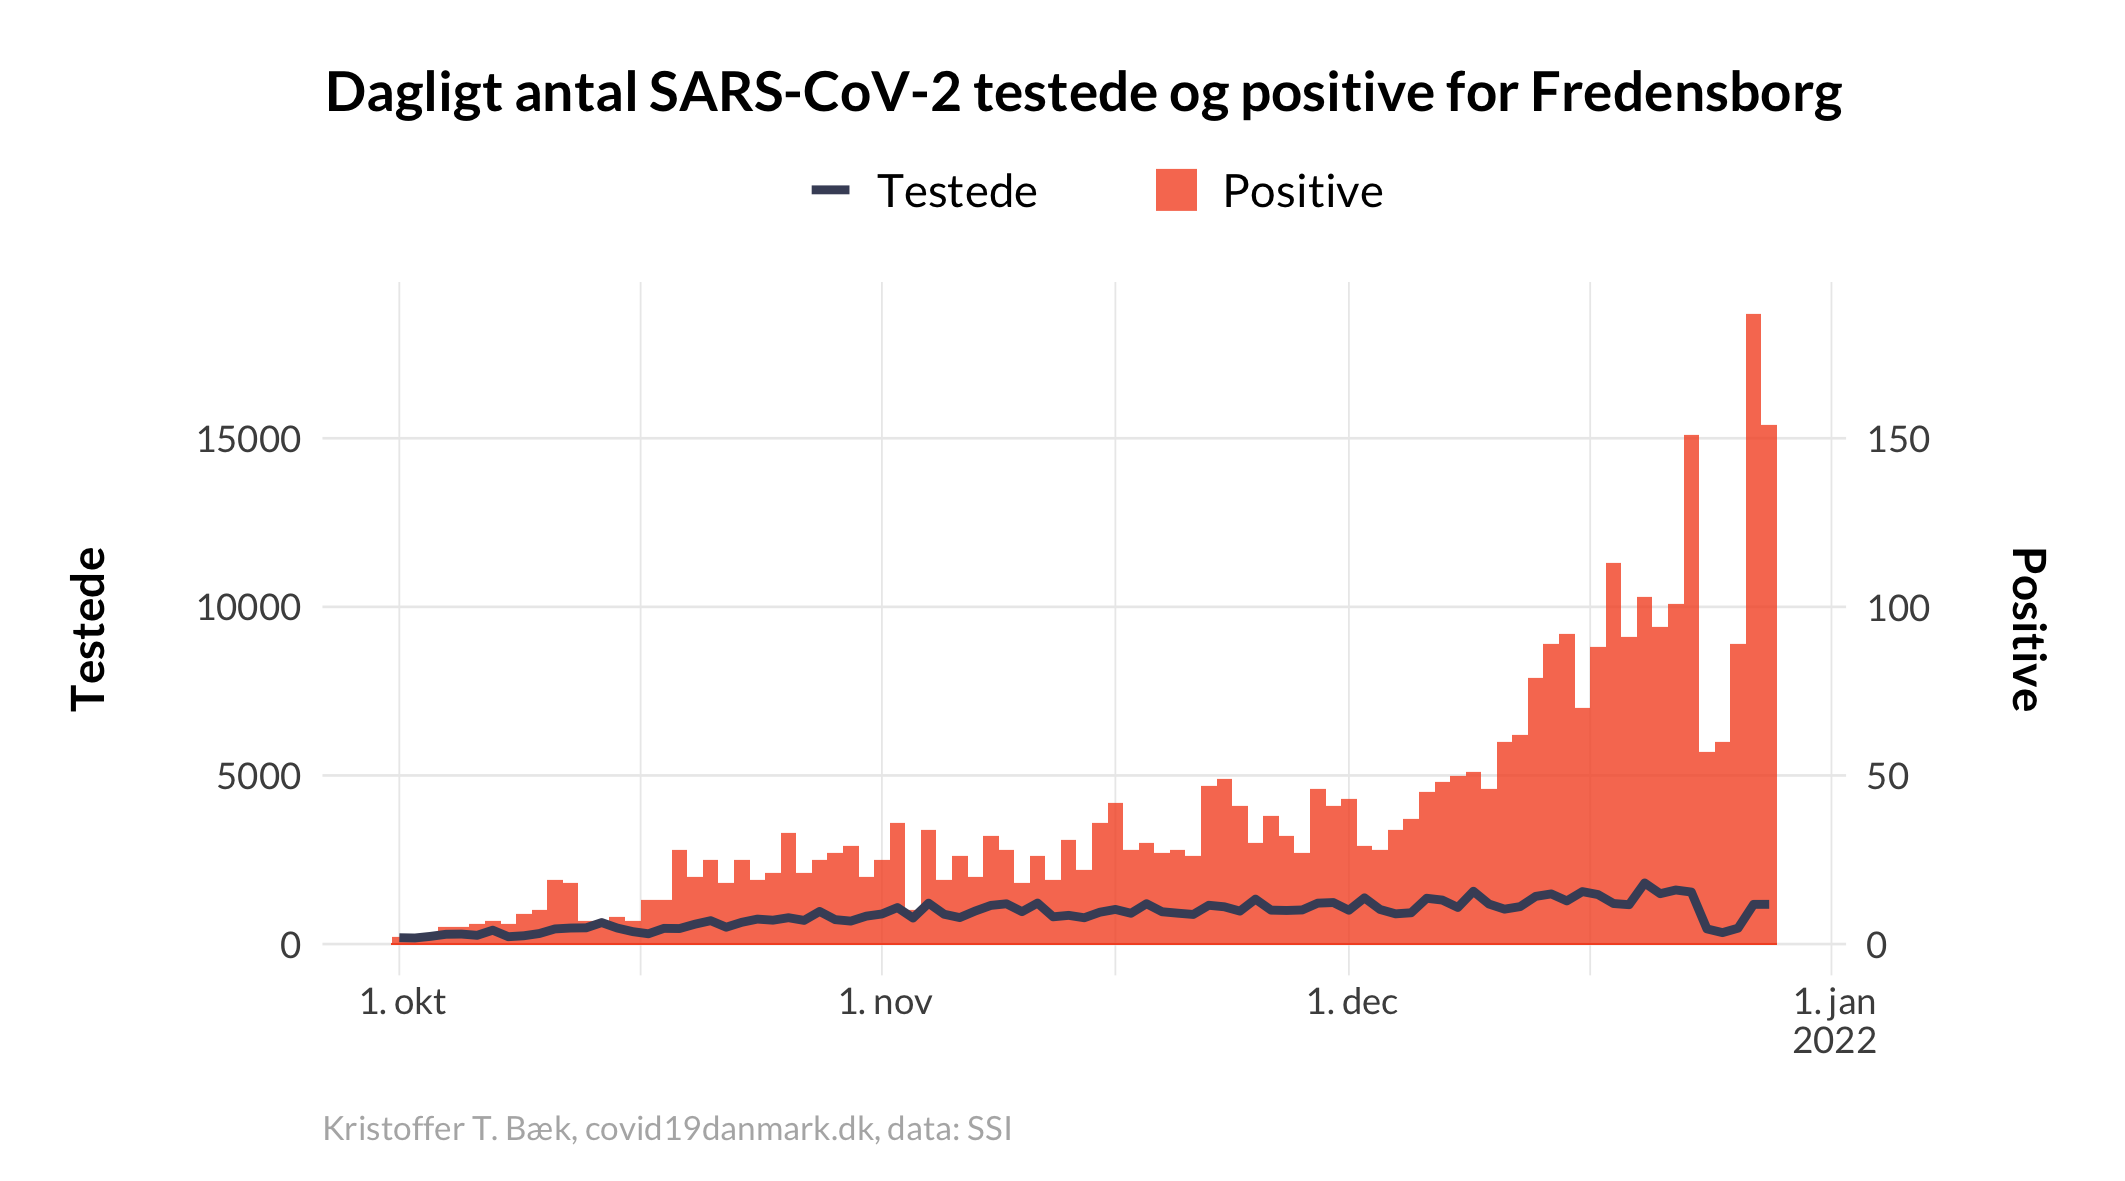 Dagligt antal SARS-CoV-2 testede og positive for Fredensborg
Testede
Positive
15000
10000
5000
0
Testede
150
100
50
0
Positive
1. okt
1. nov
1. dec
1. jan
2022
Kristoffer T. Bæk, covid19danmark.dk, data: SSI